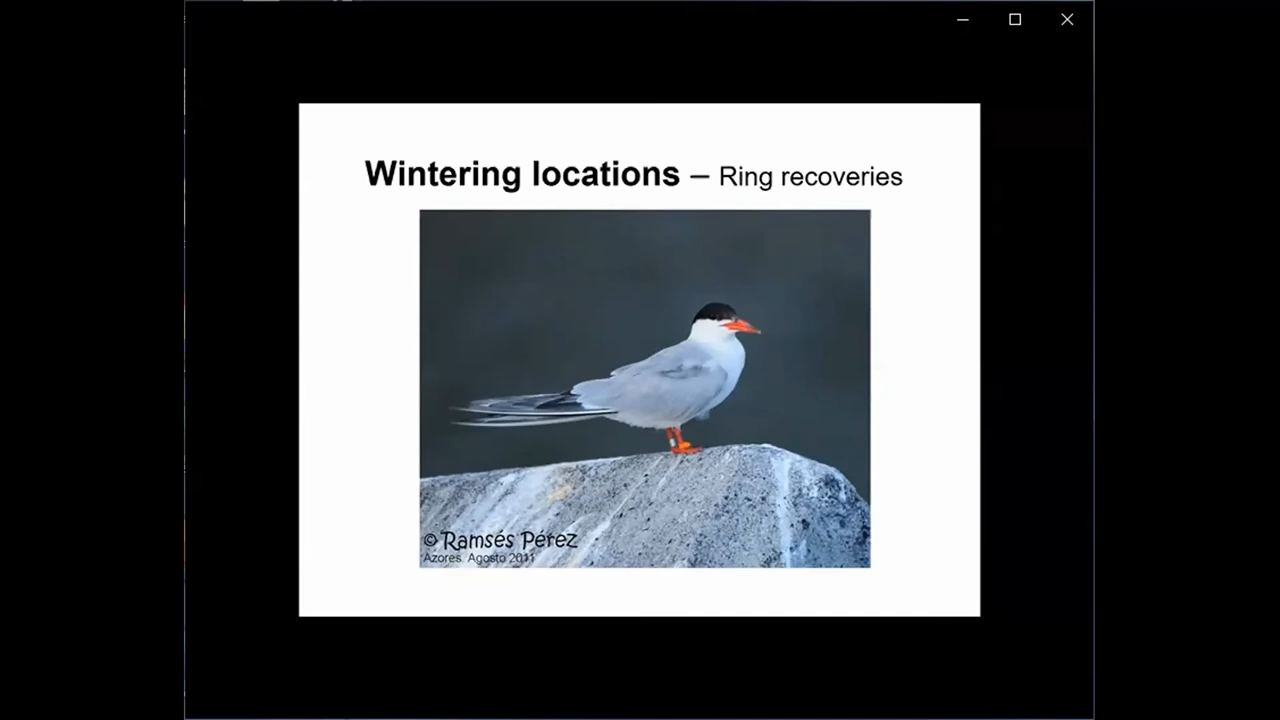 Wintering locations – Ring recoveries
©Ramsés Pérez
Azores. Agosto 2011